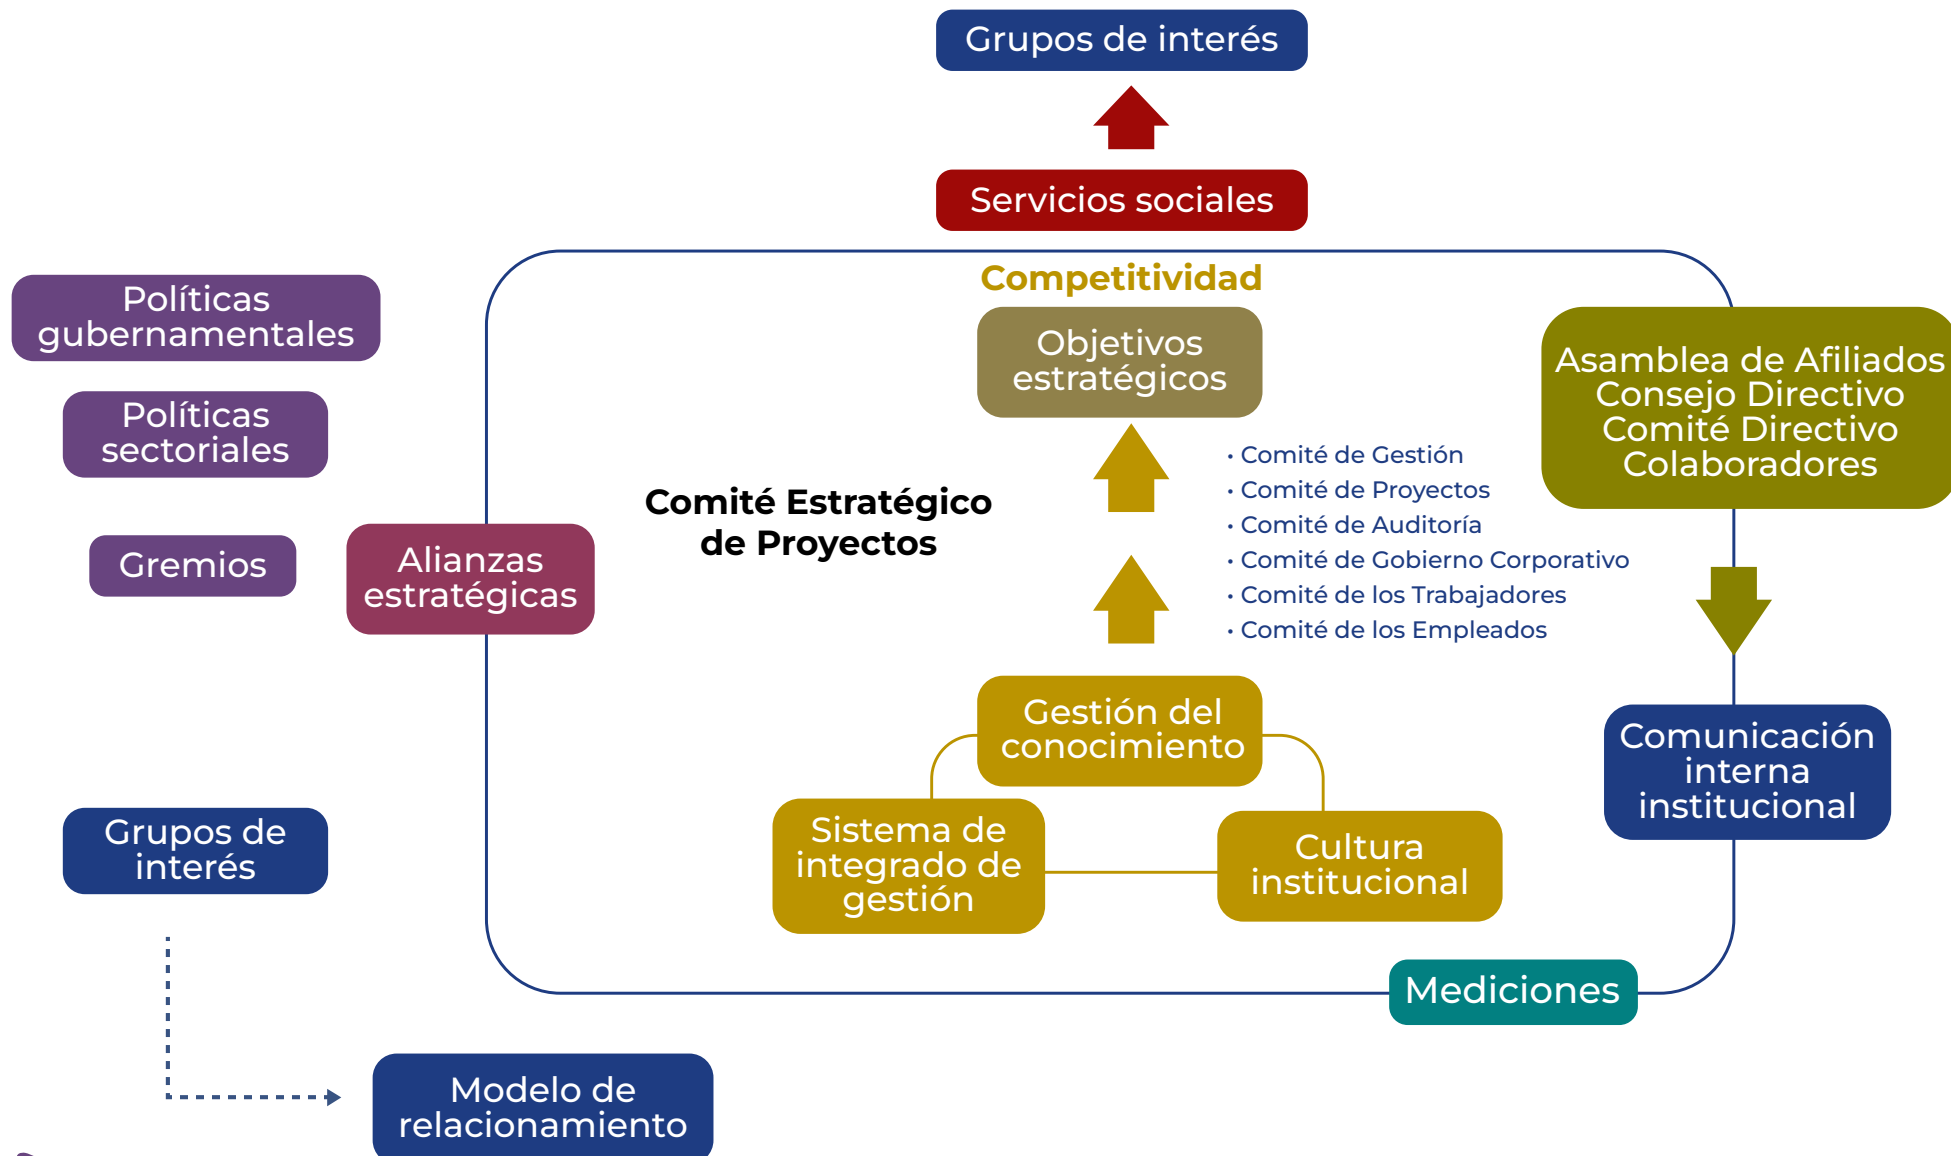 Grupos de interés
Servicios sociales
Políticas
gubernamentales
Políticas
sectoriales
Gremios
Alianzas
estratégicas
Grupos de
interés
Modelo de
relacionamiento
Competitividad
Objetivos
estratégicos
Comité Estratégico
de Proyectos
• Comité de Gestión
• Comité de Proyectos
• Comité de Auditoría
• Comité de Gobierno Corporativo
• Comité de los Trabajadores
• Comité de los Empleados
Gestión del
conocimiento
Sistema de
integrado de
gestión
Cultura
institucional
Asamblea de Afiliados
Consejo Directivo
Comité Directivo
Colaboradores
Comunicación
interna
institucional
Mediciones